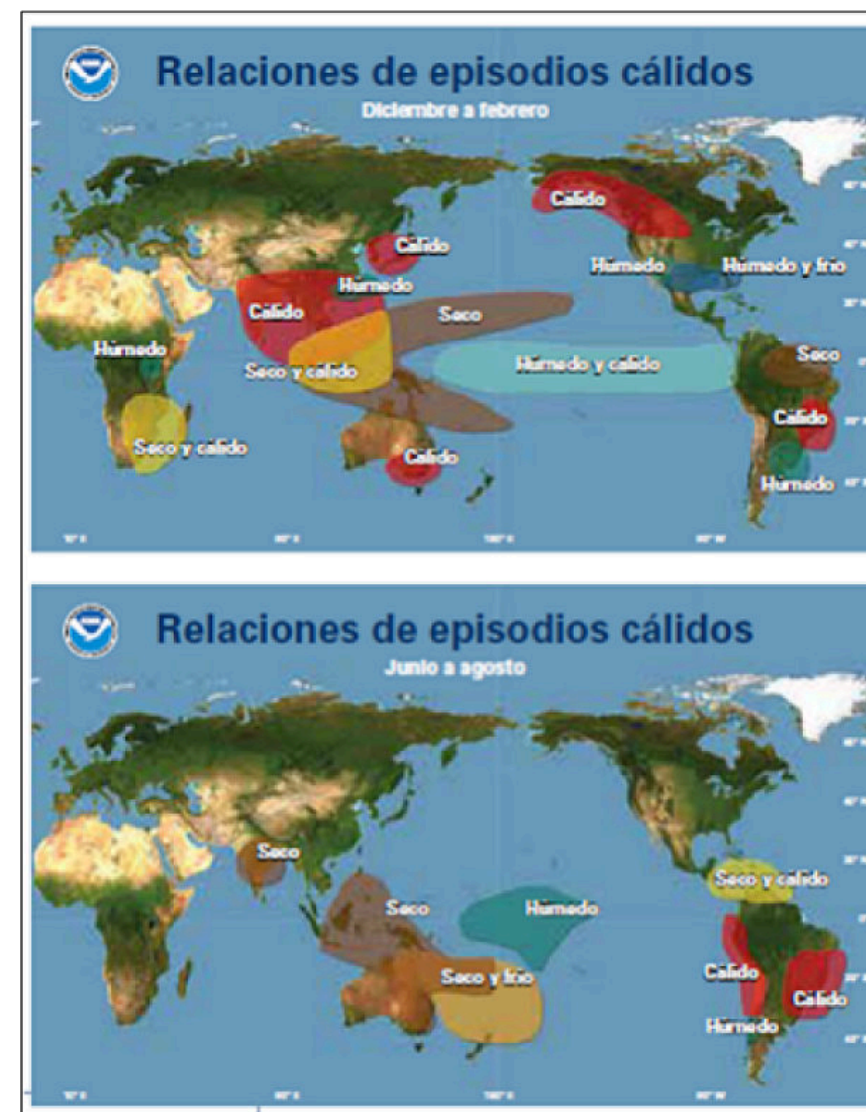 Relaciones de episodios cálidos
Diciembre a febrero
Cálido
Cálido
Húmedo
Húmedo y frío
Húmedo
Cálido
Seco
Húmedo
Seco
Seco y cálido
Húmedo y cálido
Cálido
Seco y cálido
Cálido
Húmedo
180° E
Relaciones de episodios cálidos
Junio a agosto
Seco
Seco y cálido
Seco
Húmedo
Seco y frío
Cálido
Cálido
Húmedo
180° E